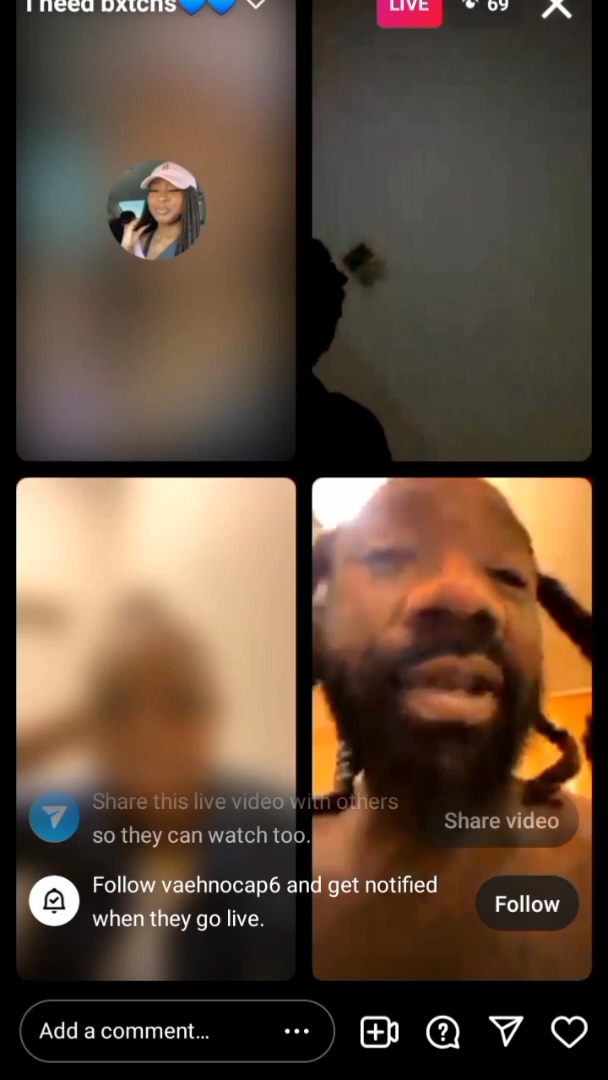 I need bxtchs💙💙
LIVE
69
Share this live video with others
so they can watch too.
Share video
Follow vaehnocap6 and get notified
when they go live.
Follow
Add a comment...